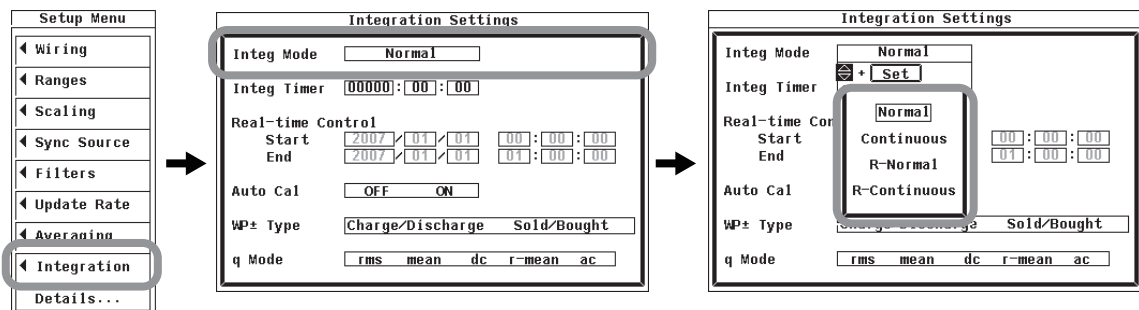 Setup Menu
Wiring
Ranges
Scaling
Sync Source
Filters
Update Rate
Averaging
Integration
Details...
Integration Settings
Integ Mode Normal
Integ Timer 00000 : 00 : 00
Real-time Control
Start 2007 / 01 / 01 00 : 00 : 00
End 2007 / 01 / 01 01 : 00 : 00
Auto Cal OFF ON
WP± Type Charge/Discharge Sold/Bought
q Mode rms mean dc r-mean ac
Integration Settings
Integ Mode Normal
+ Set
Integ Timer
Normal
Real-time Con
Start Continuous 00 : 00 : 00
End 01 : 00 : 00
R-Normal
Auto Cal R-Continuous
WP± Type Charge/Discharge Sold/Bought
q Mode rms mean dc r-mean ac